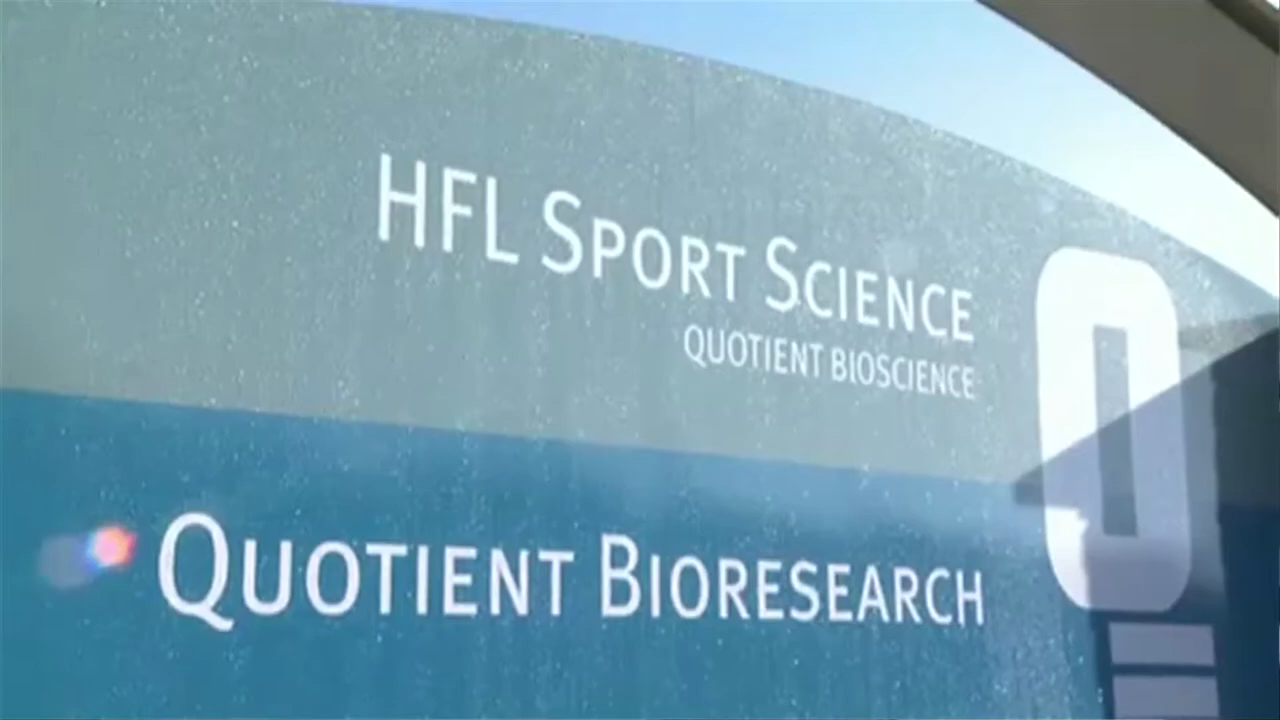 HFL SPORT SCIENCE
QUOTIENT BIOSCIENCE
QUOTIENT BIORESEARCH